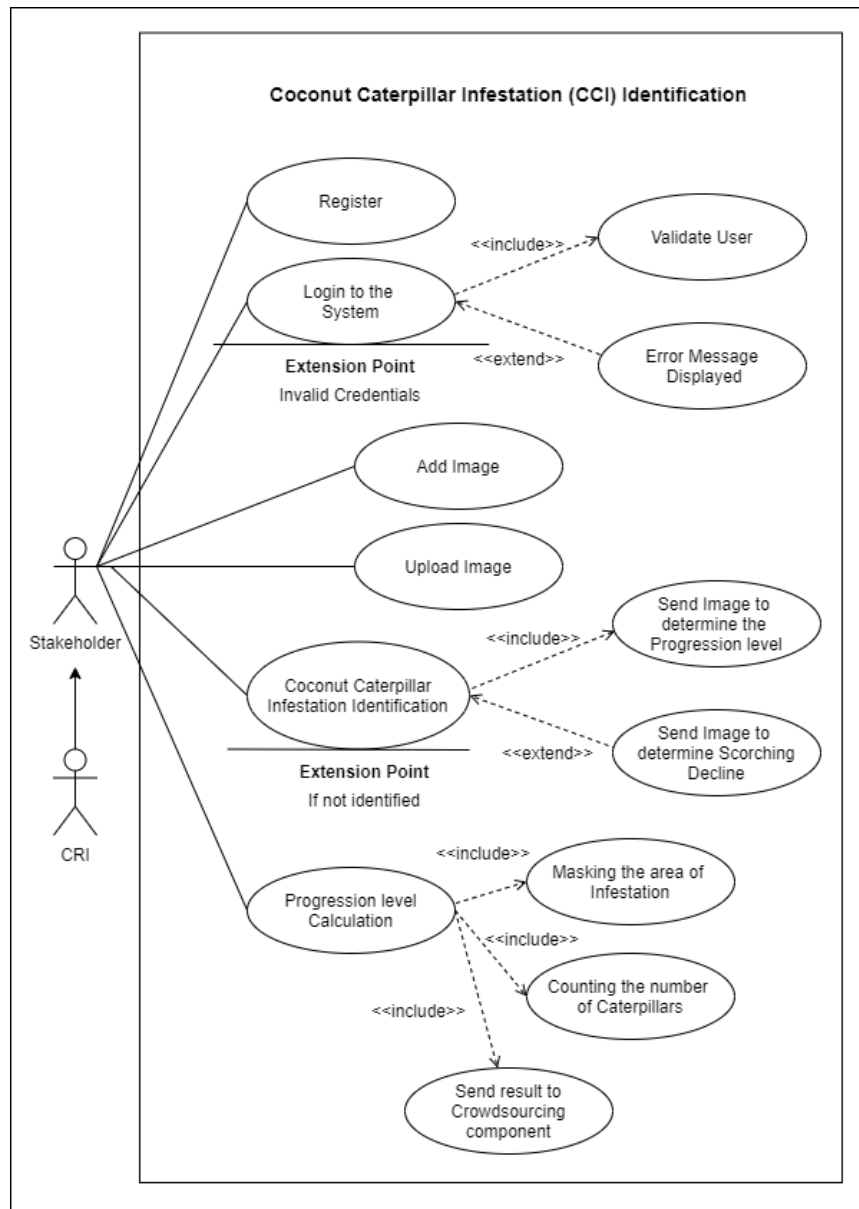 Coconut Caterpillar Infestation (CCI) Identification
Register
<<include>>
Validate User
Login to the
System
<<extend>>
Error Message
Displayed
Extension Point
Invalid Credentials
Add Image
Upload Image
Stakeholder
Send Image to
determine the
Progression level
<<include>>
Coconut Caterpillar
Infestation Identification
<<extend>>
Send Image to
determine Scorching
Decline
Extension Point
If not identified
CRI
<<include>>
Masking the area of
Infestation
Progression level
Calculation
<<include>>
Counting the number
of Caterpillars
<<include>>
Send result to
Crowdsourcing
component